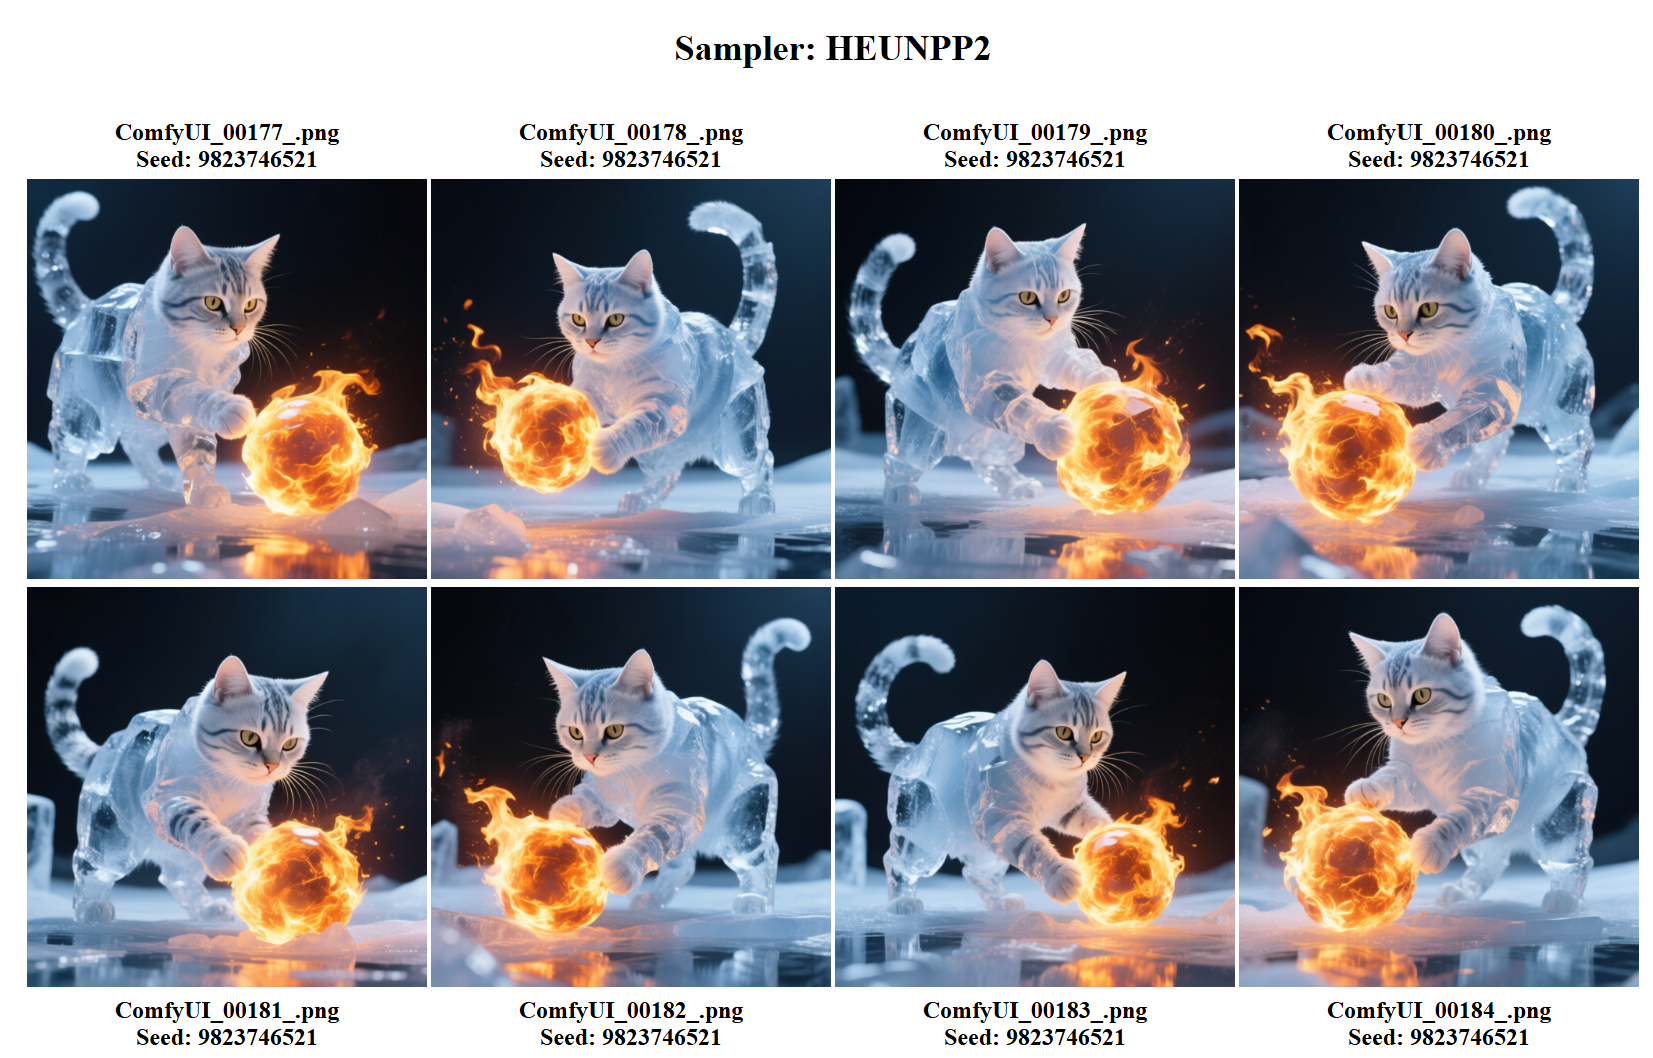 Sampler: HEUNPP2
ComfyUI_00177_.png
Seed: 9823746521
ComfyUI_00178_.png
Seed: 9823746521
ComfyUI_00179_.png
Seed: 9823746521
ComfyUI_00180_.png
Seed: 9823746521
ComfyUI_00181_.png
Seed: 9823746521
ComfyUI_00182_.png
Seed: 9823746521
ComfyUI_00183_.png
Seed: 9823746521
ComfyUI_00184_.png
Seed: 9823746521